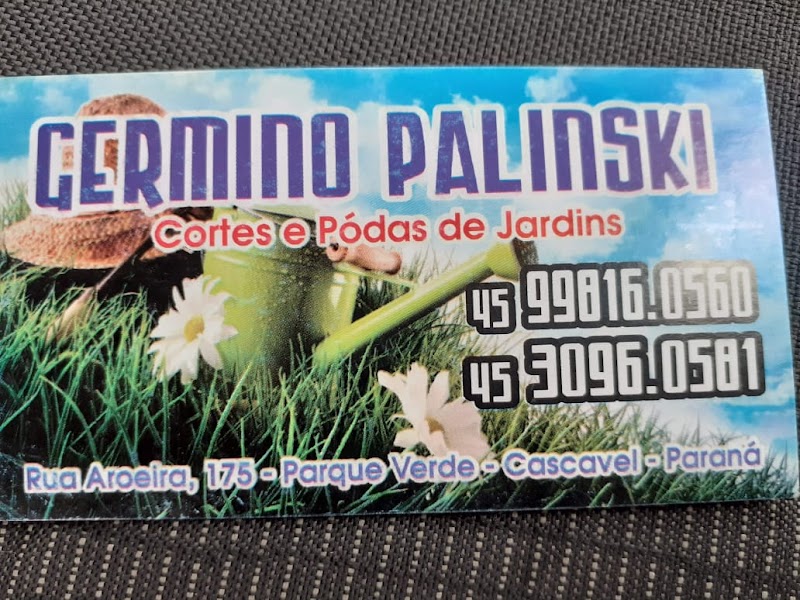 GERMINO PALINSKI
Cortes e Pódas de Jardins
45 99816.0560
45 3096.0581
Rua Aroeira, 175 - Parque Verde - Cascavel - Paraná